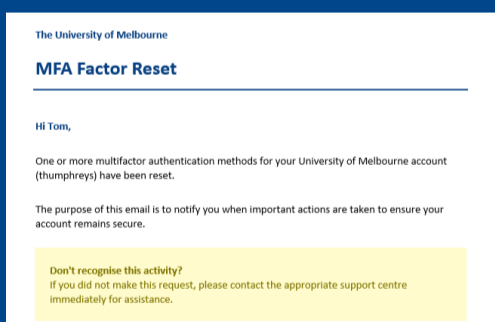 The University of Melbourne
MFA Factor Reset
Hi Tom,
One or more multifactor authentication methods for your University of Melbourne account
(thumphreys) have been reset.
The purpose of this email is to notify you when important actions are taken to ensure your
account remains secure.
Don't recognise this activity?
If you did not make this request, please contact the appropriate support centre
immediately for assistance.